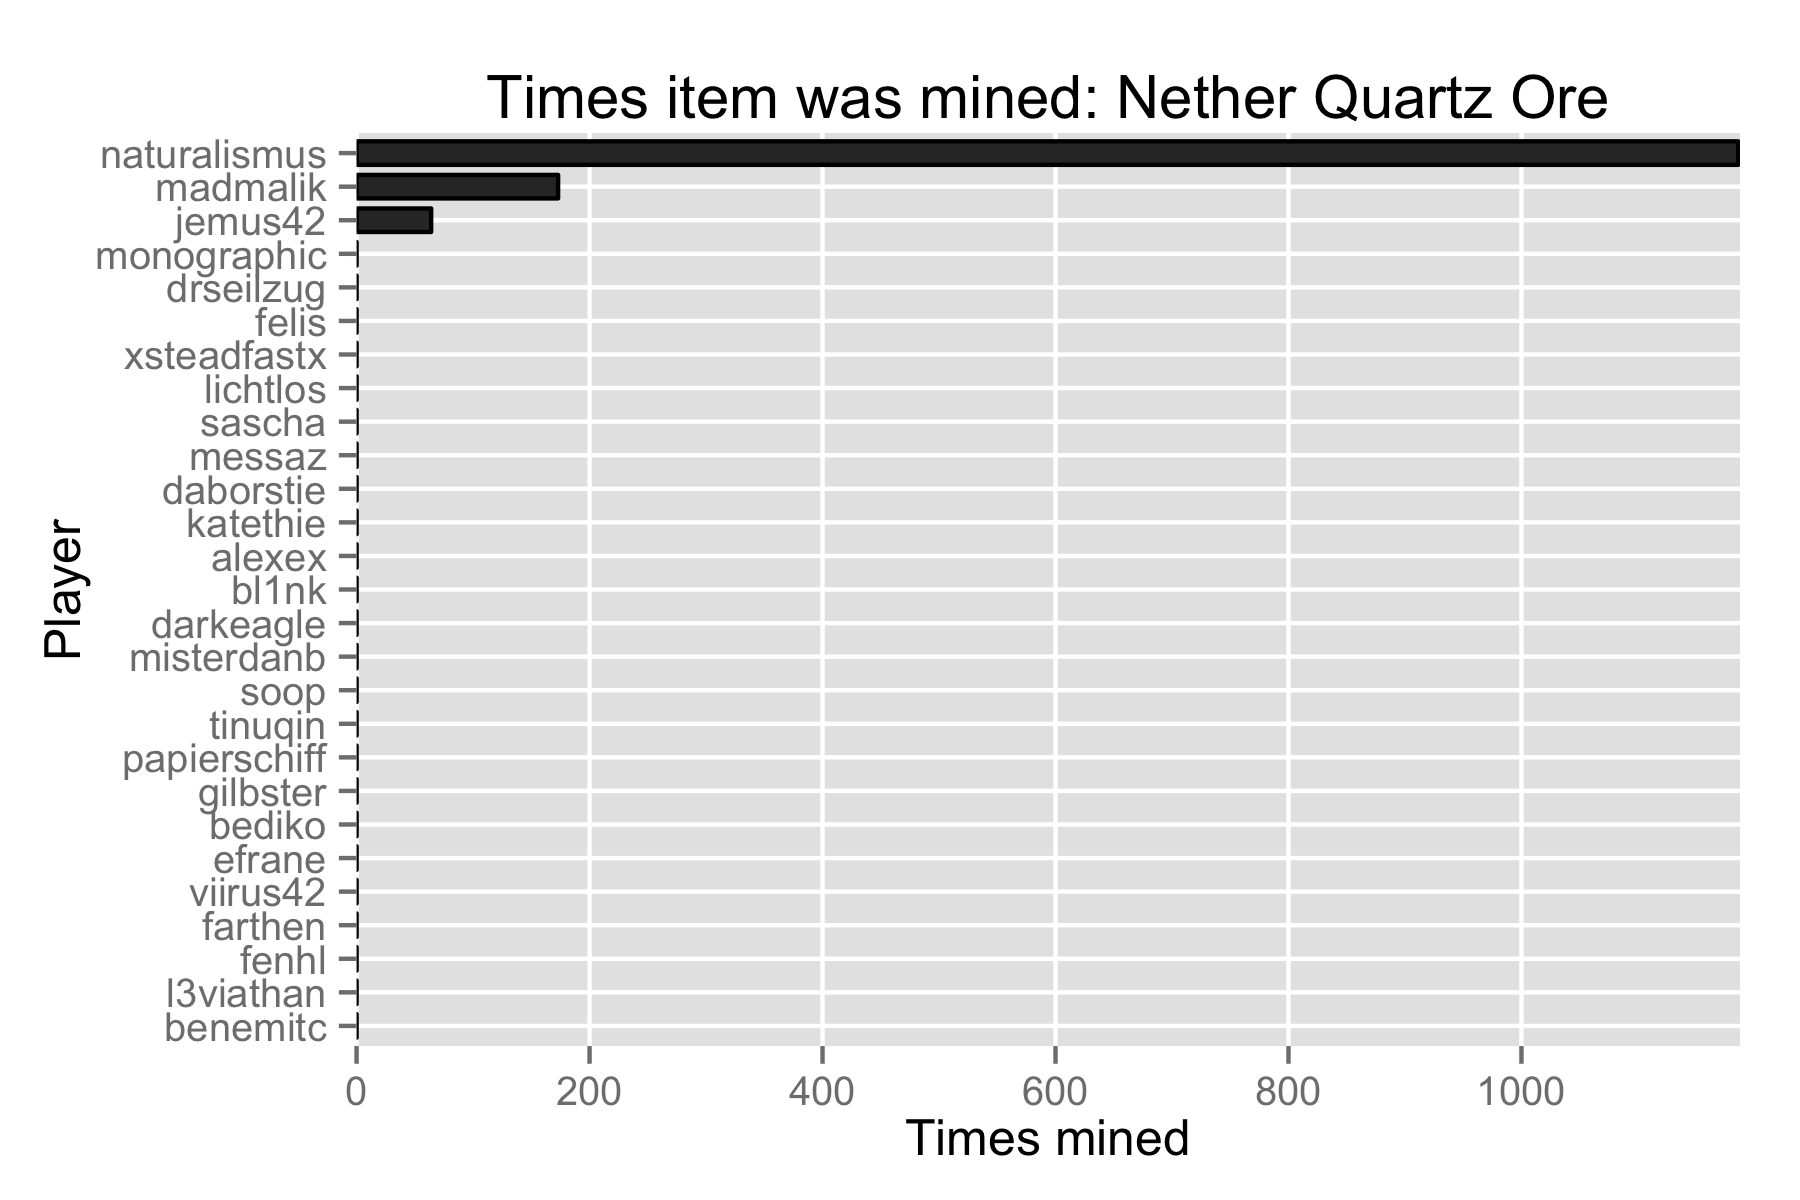 Times item was mined: Nether Quartz Ore
naturalismus
madmalik
jemus42
monographic
drseilzug
felis
xsteadfastx
lichtlos
sascha
messaz
daborstie
katethie
alexex
bl1nk
darkeagle
misterdanb
soop
tinuqin
papierschiff
gilbster
bediko
efrane
viirus42
farthen
fenhl
l3viathan
benemitc
Player
0 200 400 600 800 1000
Times mined